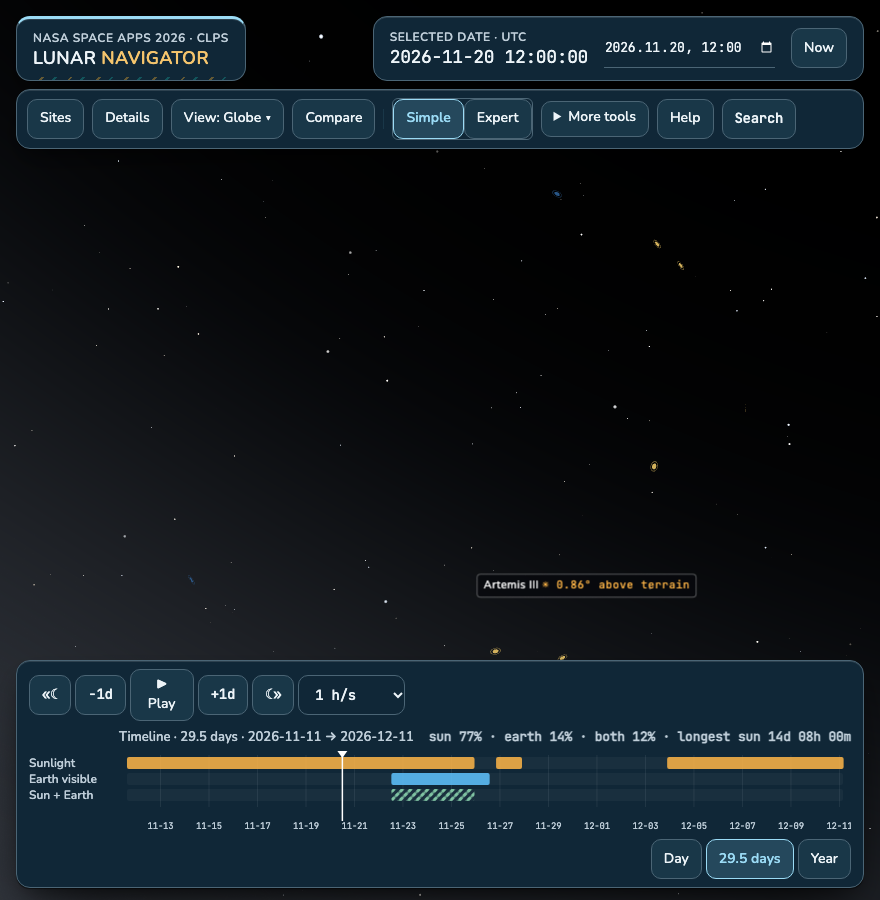 NASA SPACE APPS 2026 · CLPS
LUNAR NAVIGATOR
SELECTED DATE · UTC
2026-11-20 12:00:00
2026.11.20, 12:00
Now
Sites
Details
View: Globe ▾
Compare
Simple
Expert
▶ More tools
Help
Search
Artemis III ☀ 0.86° above terrain
«☾
-1d
▶ Play
+1d
☾»
1 h/s
Timeline · 29.5 days · 2026-11-11 → 2026-12-11 sun 77% · earth 14% · both 12% · longest sun 14d 08h 00m
Sunlight
Earth visible
Sun + Earth
11-13 11-15 11-17 11-19 11-21 11-23 11-25 11-27 11-29 12-01 12-03 12-05 12-07 12-09 12-11
Day
29.5 days
Year